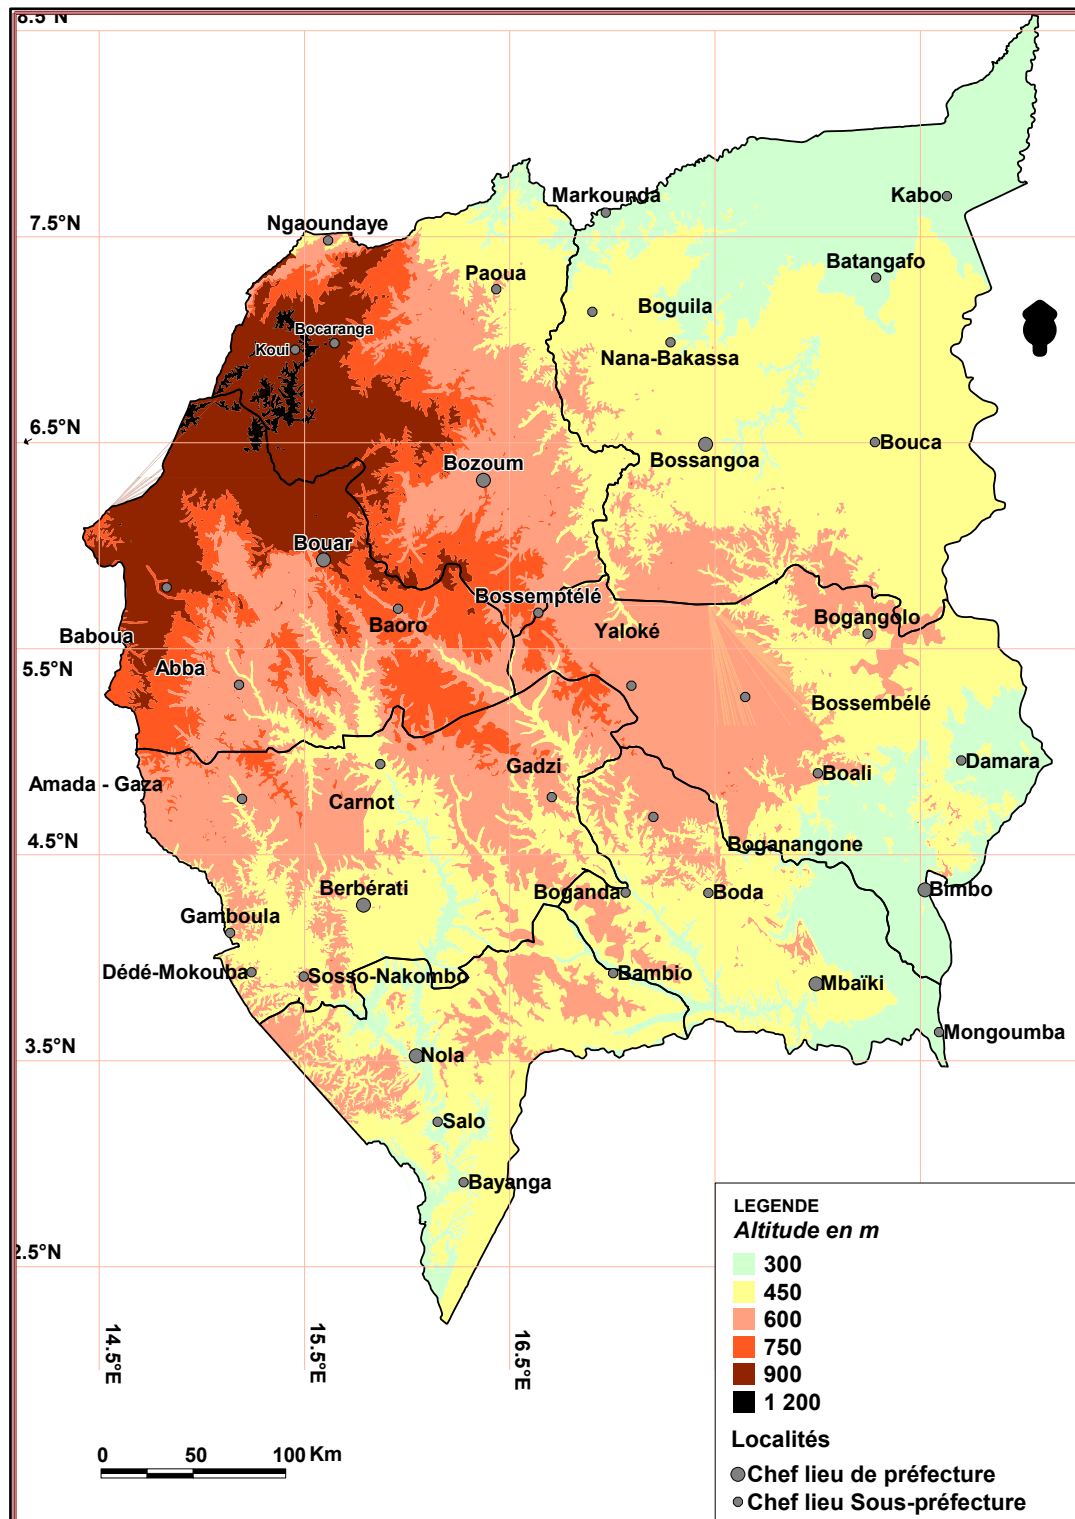 8.5°N
Markounda
Kabo
Ngaoundaye
7.5°N
Batangafo
Paoua
Boguila
Bocaranga
Koui
Nana-Bakassa
6.5°N
Bouca
Bossangoa
Bozoum
Bouar
Bossemptélé
Baoro
Yaloké
Bogangolo
Baboua
5.5°N
Abba
Bossembélé
Damara
Gadzi
Boali
Amada - Gaza
Carnot
4.5°N
Boganangone
Berbérati
Boganda
Boda
Bimbo
Gamboula
Dédé-Mokouba
Sosso-Nakombo
Bambio
Mbaïki
Mongoumba
3.5°N
Nola
Salo
Bayanga
2.5°N
14.5°E
15.5°E
16.5°E
LEGENDE
Altitude en m
300
450
600
750
900
1 200
Localités
Chef lieu de préfecture
Chef lieu Sous-préfecture
0 50 100 Km